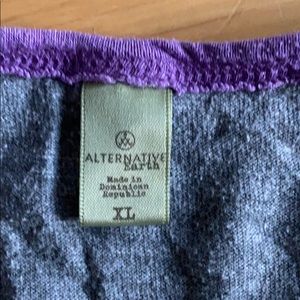 ALTERNATIVE
Earth
Made in
Dominican
Republic
XL